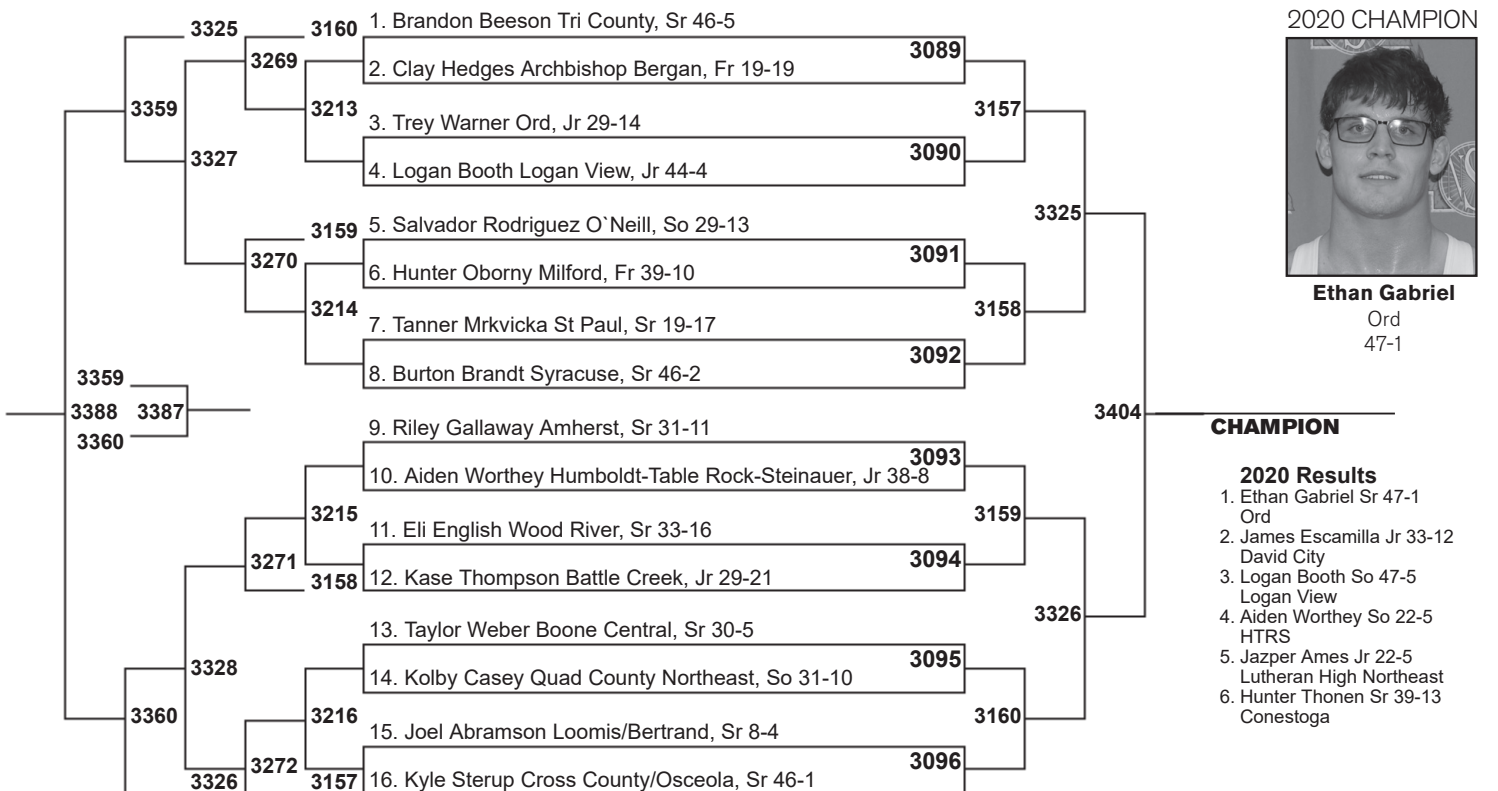 3325
3160
1. Brandon Beeson Tri County, Sr 46-5
3089
3269
2. Clay Hedges Archbishop Bergan, Fr 19-19
3359
3213
3. Trey Warner Ord, Jr 29-14
3157
3090
3327
4. Logan Booth Logan View, Jr 44-4
3325
3159
5. Salvador Rodriguez O`Neill, So 29-13
3091
3270
6. Hunter Oborny Milford, Fr 39-10
3214
7. Tanner Mrkvicka St Paul, Sr 19-17
3158
3092
8. Burton Brandt Syracuse, Sr 46-2
3359
3388
3387
3360
3404
CHAMPION
9. Riley Gallaway Amherst, Sr 31-11
3093
10. Aiden Worthey Humboldt-Table Rock-Steinauer, Jr 38-8
3215
11. Eli English Wood River, Sr 33-16
3159
3094
3271
3158
12. Kase Thompson Battle Creek, Jr 29-21
3326
13. Taylor Weber Boone Central, Sr 30-5
3095
3328
14. Kolby Casey Quad County Northeast, So 31-10
3360
3216
15. Joel Abramson Loomis/Bertrand, Sr 8-4
3160
3096
3272
3326
3157
16. Kyle Sterup Cross County/Osceola, Sr 46-1
2020 CHAMPION
Ethan Gabriel
Ord
47-1
2020 Results
1. Ethan Gabriel Sr 47-1
Ord
2. James Escamilla Jr 33-12
David City
3. Logan Booth So 47-5
Logan View
4. Aiden Worthey So 22-5
HTRS
5. Jazper Ames Jr 22-5
Lutheran High Northeast
6. Hunter Thonen Sr 39-13
Conestoga